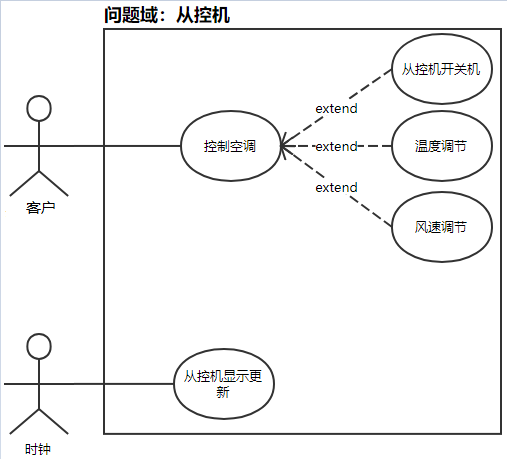 问题域：从控机
从控机开关机
extend
控制空调
extend
温度调节
extend
风速调节
客户
从控机显示更
新
时钟